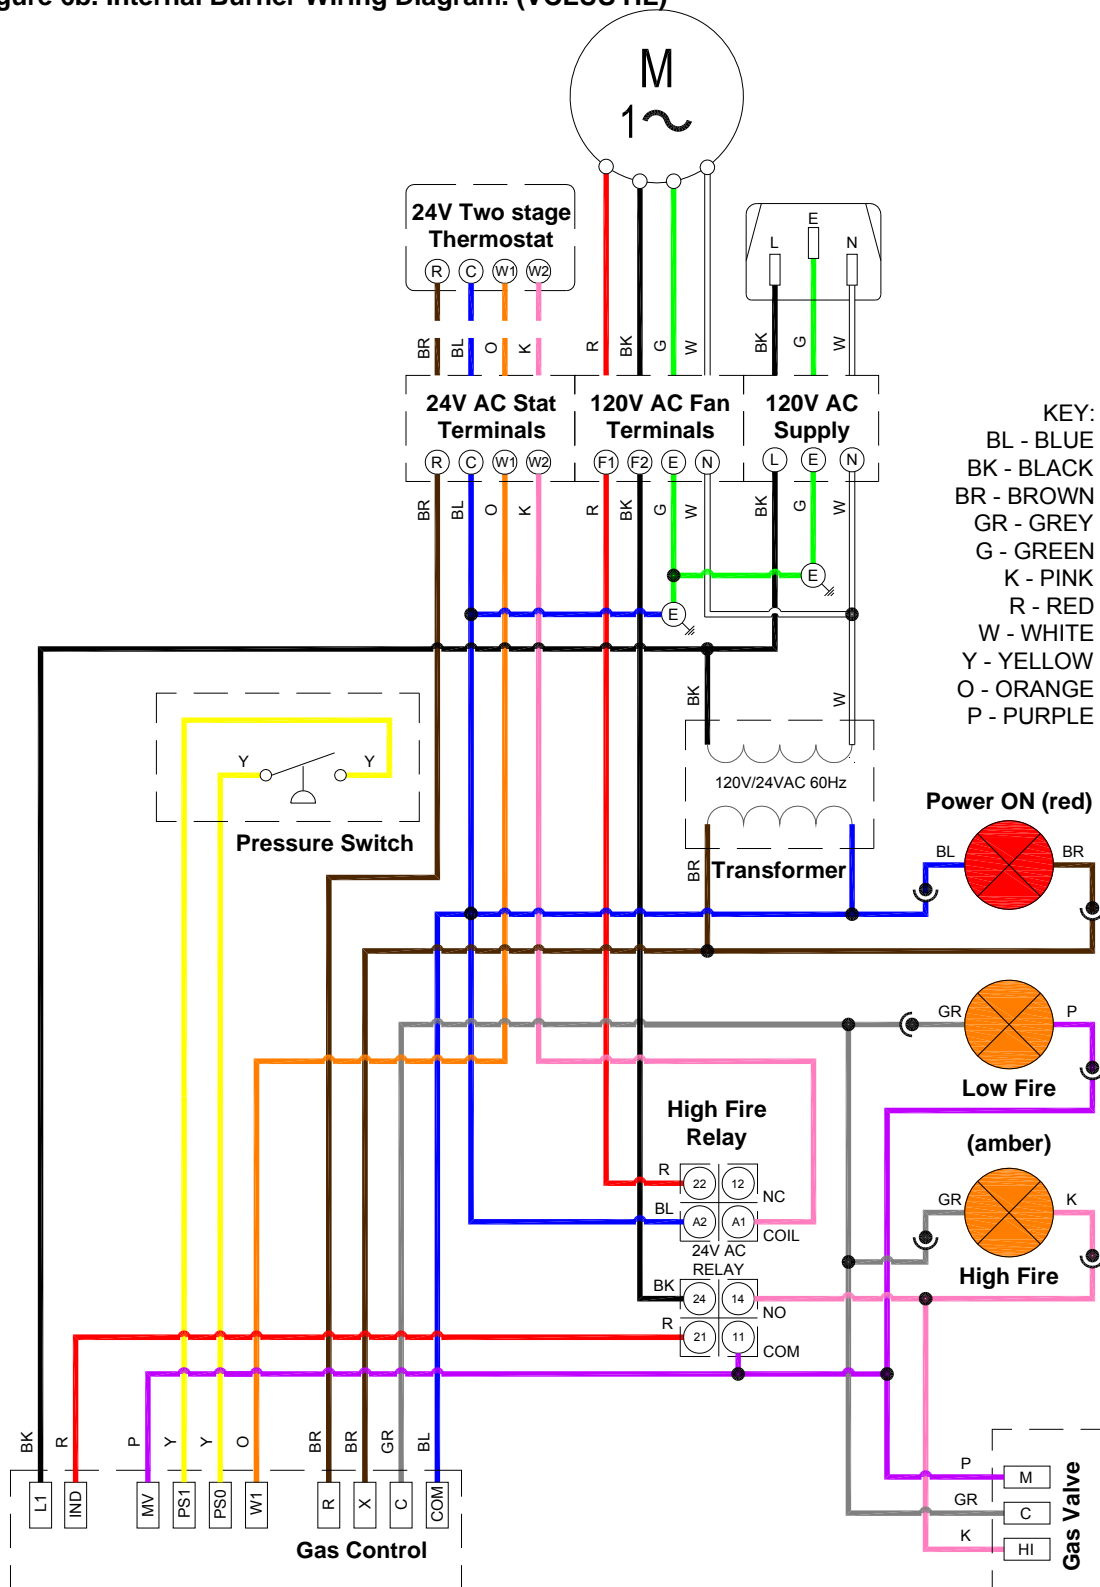 gure 6b. Internal Burner Wiring Diagram. (VCLUS HL)
M
1~
24V Two stage
Thermostat
R C W1 W2
E
L N
BR BL O K R BK G W BK G W
24V AC Stat
Terminals
120V AC Fan
Terminals
120V AC
Supply
R C W1 W2 F1 F2 E N L E N
BR BL O K R BK G W BK G W
KEY:
BL - BLUE
BK - BLACK
BR - BROWN
GR - GREY
G - GREEN
K - PINK
R - RED
W - WHITE
Y - YELLOW
O - ORANGE
P - PURPLE
E
E
BK W
Y Y
Pressure Switch
120V/24VAC 60Hz
BR
Transformer
Power ON (red)
BL BR
GR P
Low Fire
(amber)
GR K
High Fire
High Fire
Relay
R 22 12 NC
BL A2 A1 COIL
24V AC
RELAY
BK 24 14 NO
R 21 11 COM
BK R P Y Y O BR BR GR BL
L1 IND MV PS1 PS0 W1 R X C COM
Gas Control
P M
GR C
K HI
Gas Valve